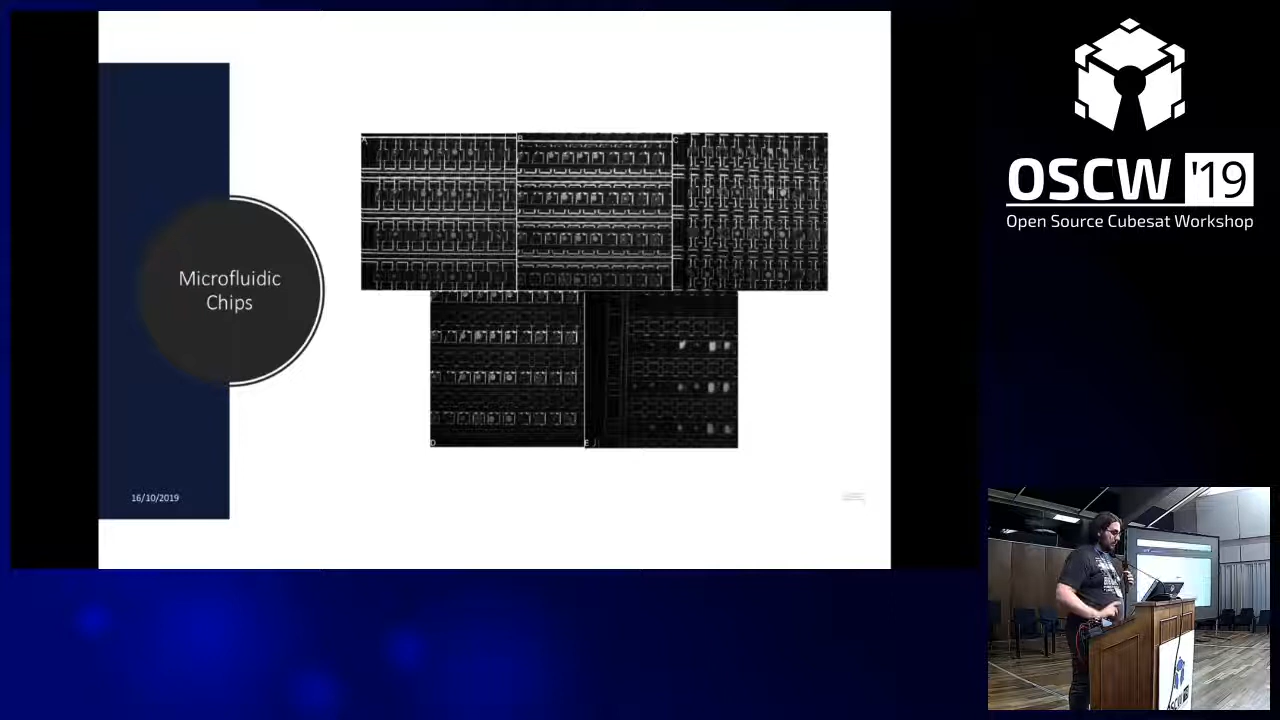 Microfluidic
Chips
16/10/2019
A
B
C
D
E
OSCW '19
Open Source Cubesat Workshop